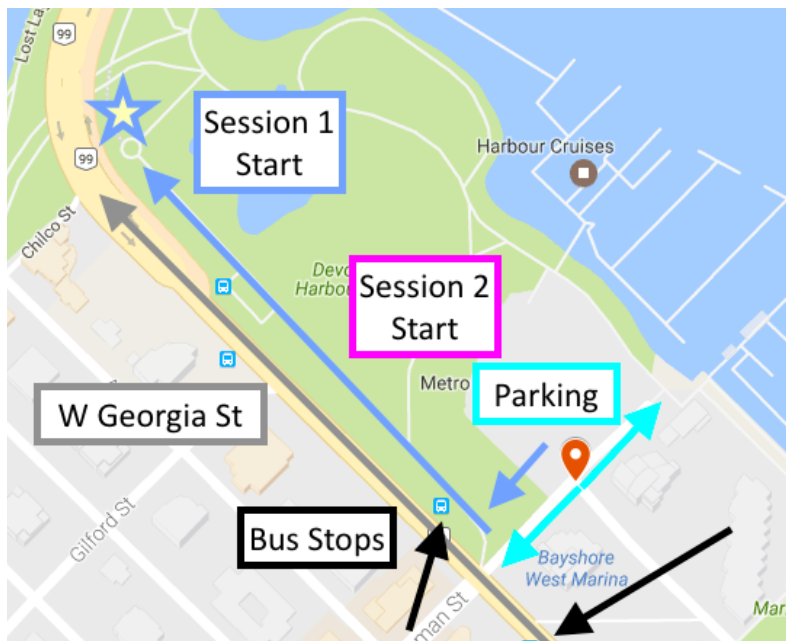 Lost La
99
Session 1
Start
Harbour Cruises
99
Chilco St
Devo
Harbour
Session 2
Start
Metro
Parking
W Georgia St
Gilford St
Bus Stops
Bayshore
West Marina
man St
Mar